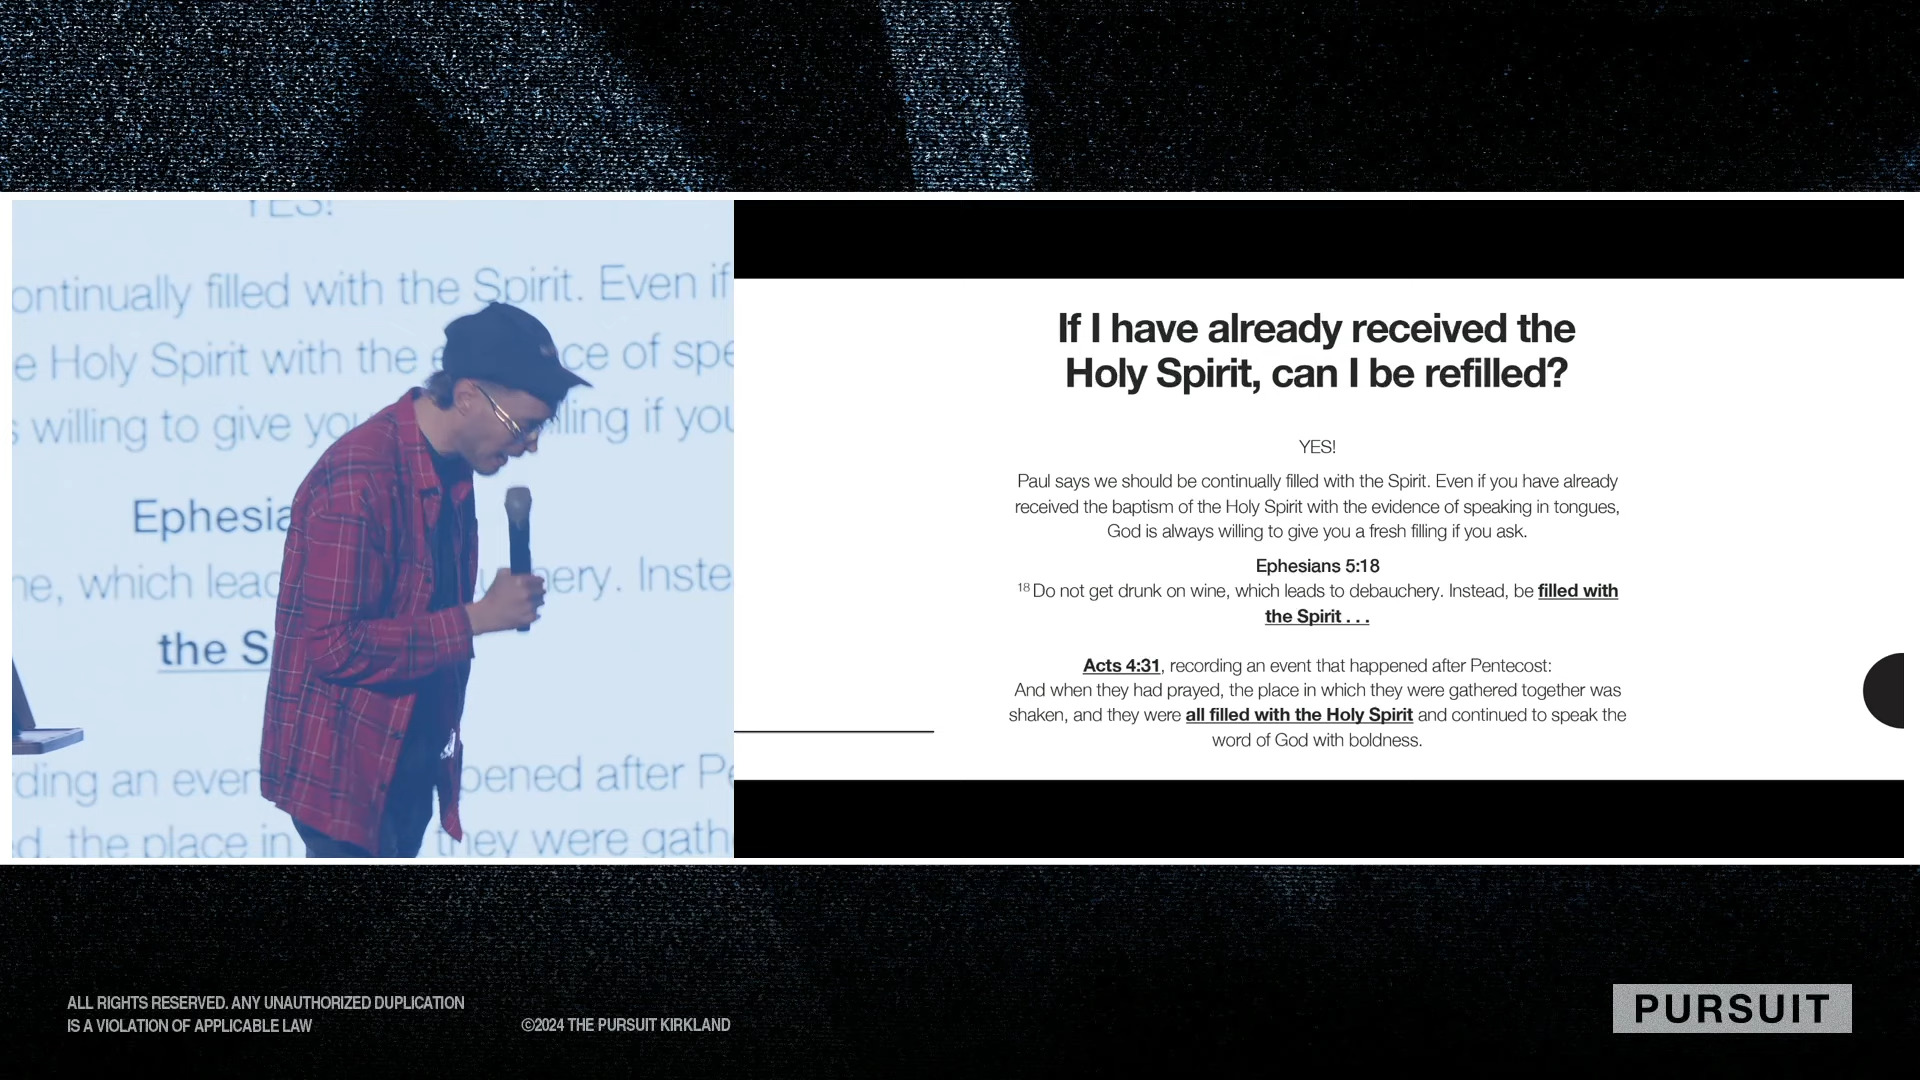 YES!
ontinually filled with the Spirit. Even if
e Holy Spirit with the ce of spe
willing to give you lling if you
Ephesia
ne, which lead ery. Inste
the S
ding an even pened after P
d, the place in they were gath
If I have already received the
Holy Spirit, can I be refilled?
YES!
Paul says we should be continually filled with the Spirit. Even if you have already
received the baptism of the Holy Spirit with the evidence of speaking in tongues,
God is always willing to give you a fresh filling if you ask.
Ephesians 5:18
18 Do not get drunk on wine, which leads to debauchery. Instead, be filled with
the Spirit . . .
Acts 4:31, recording an event that happened after Pentecost:
And when they had prayed, the place in which they were gathered together was
shaken, and they were all filled with the Holy Spirit and continued to speak the
word of God with boldness.
ALL RIGHTS RESERVED. ANY UNAUTHORIZED DUPLICATION
IS A VIOLATION OF APPLICABLE LAW
©2024 THE PURSUIT KIRKLAND
PURSUIT